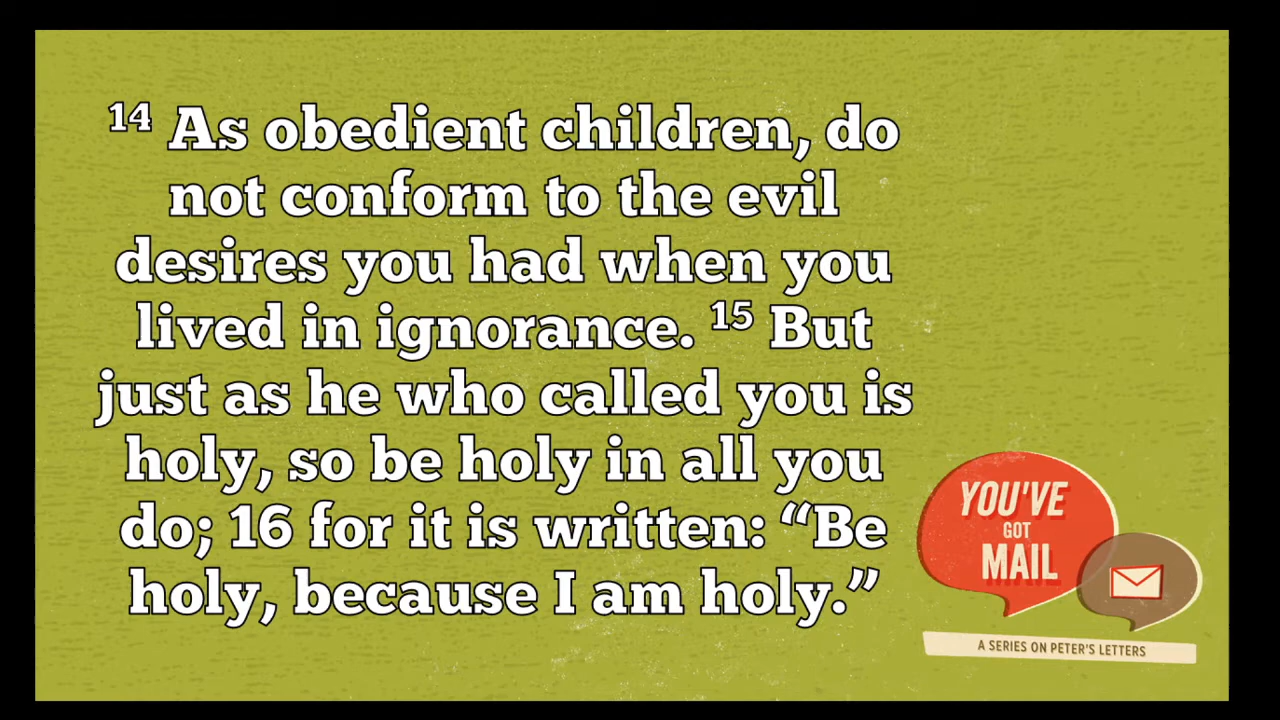 ¹⁴ As obedient children, do
not conform to the evil
desires you had when you
lived in ignorance. ¹⁵ But
just as he who called you is
holy, so be holy in all you
do; 16 for it is written: “Be
holy, because I am holy.”
YOU'VE
GOT
MAIL
A SERIES ON PETER'S LETTERS